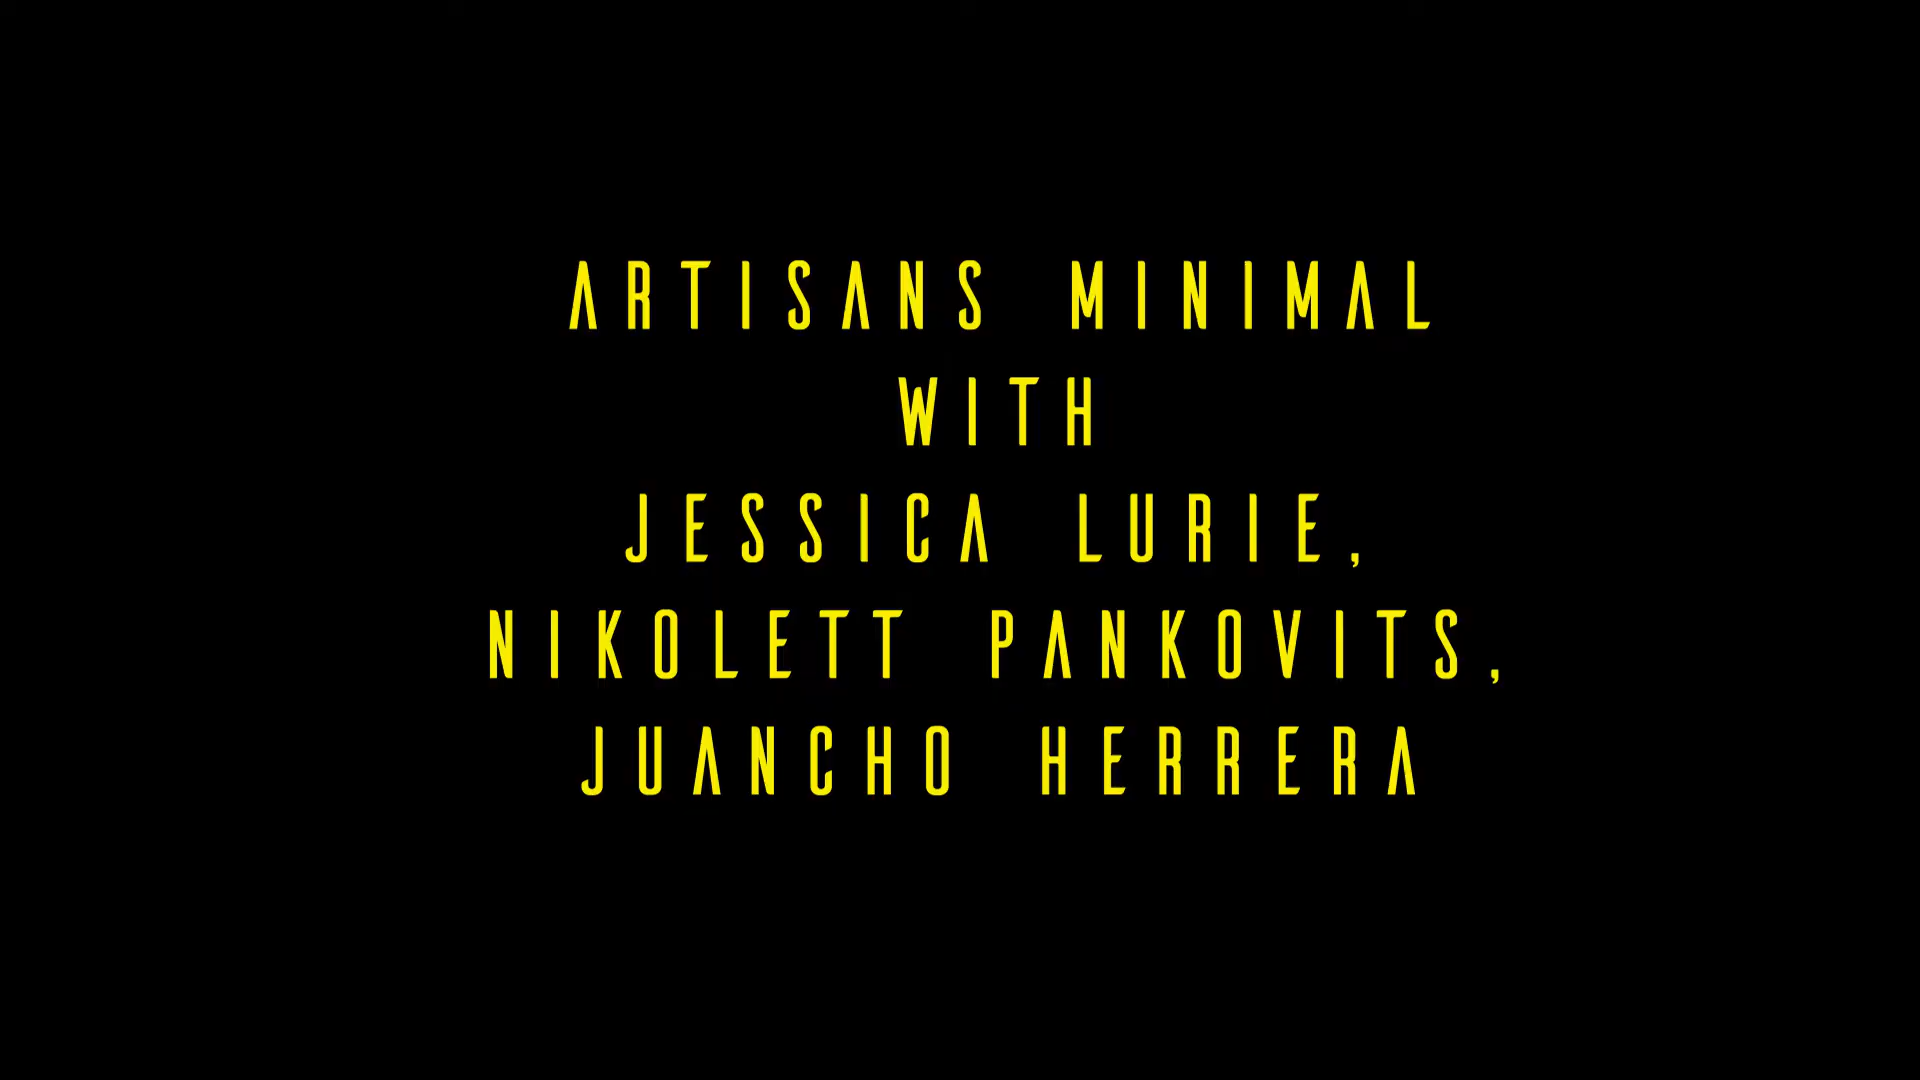 ARTISANS MINIMAL
WITH
JESSICA LURIE,
NIKOLETT PANKOVITS,
JUANCHO HERRERA